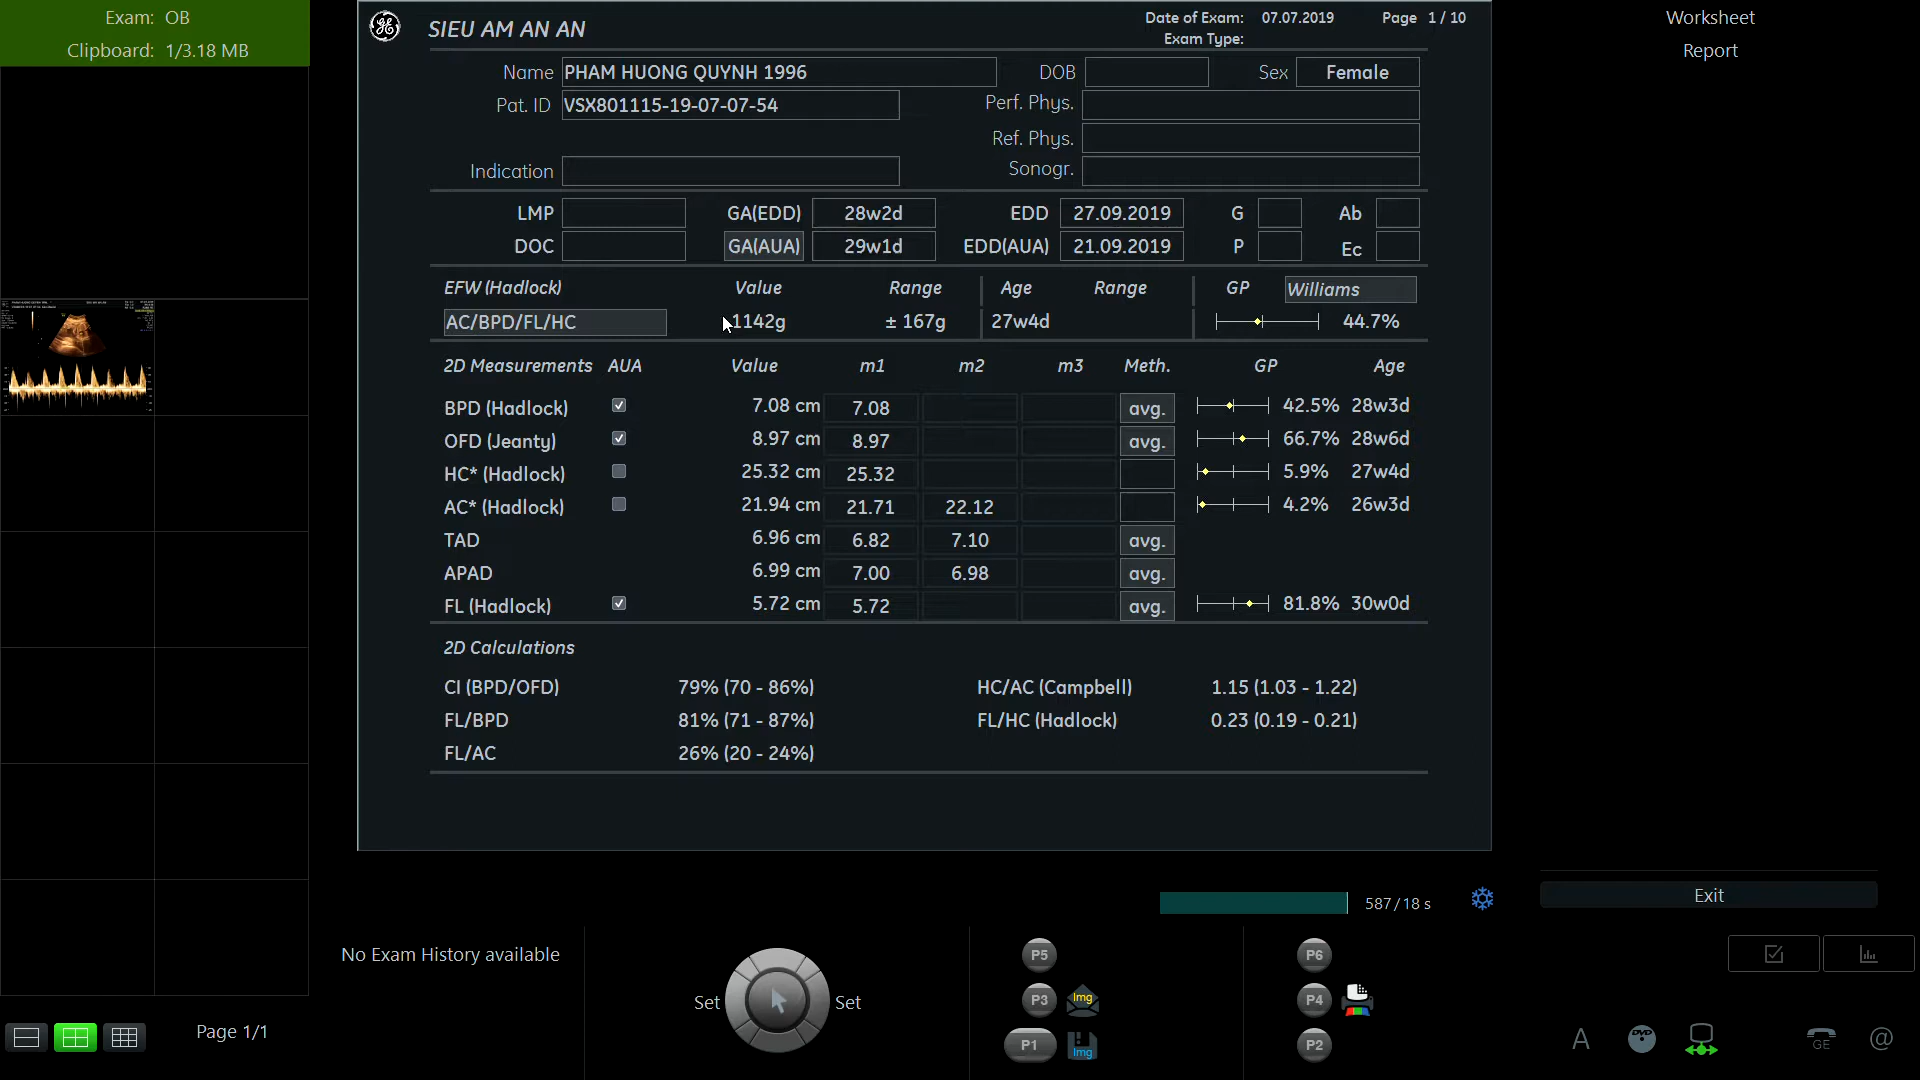 Exam: OB
Clipboard: 1/3.18 MB
SIEU AM AN AN
Date of Exam: 07.07.2019 Page 1 / 10
Exam Type:
Worksheet
Report
Name PHAM HUONG QUYNH 1996 DOB Sex Female
Pat. ID VSX801115-19-07-07-54 Perf. Phys.
Ref. Phys.
Indication Sonogr.
LMP GA(EDD) 28w2d EDD 27.09.2019 G Ab
DOC GA(AUA) 29w1d EDD(AUA) 21.09.2019 P Ec
EFW (Hadlock) Value Range Age Range GP Williams
AC/BPD/FL/HC 1142g ± 167g 27w4d 44.7%
2D Measurements AUA Value m1 m2 m3 Meth. GP Age
BPD (Hadlock) 7.08 cm 7.08 avg. 42.5% 28w3d
OFD (Jeanty) 8.97 cm 8.97 avg. 66.7% 28w6d
HC* (Hadlock) 25.32 cm 25.32 5.9% 27w4d
AC* (Hadlock) 21.94 cm 21.71 22.12 4.2% 26w3d
TAD 6.96 cm 6.82 7.10 avg.
APAD 6.99 cm 7.00 6.98 avg.
FL (Hadlock) 5.72 cm 5.72 avg. 81.8% 30w0d
2D Calculations
CI (BPD/OFD) 79% (70 - 86%) HC/AC (Campbell) 1.15 (1.03 - 1.22)
FL/BPD 81% (71 - 87%) FL/HC (Hadlock) 0.23 (0.19 - 0.21)
FL/AC 26% (20 - 24%)
587 / 18 s
Exit
No Exam History available
Set Set
P5 P6
P3 Img P4
P1 Img P2
Page 1/1
A DVD GE @